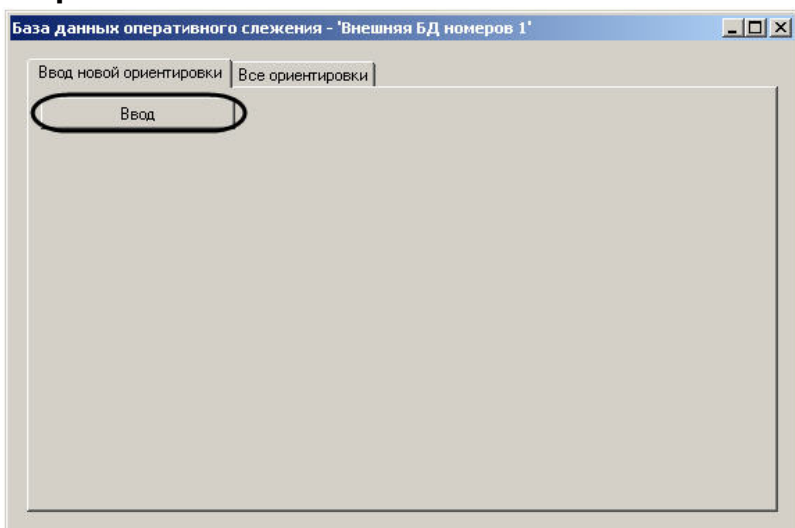 База данных оперативного слежения - 'Внешняя БД номеров 1'
Ввод новой ориентировки Все ориентировки
Ввод